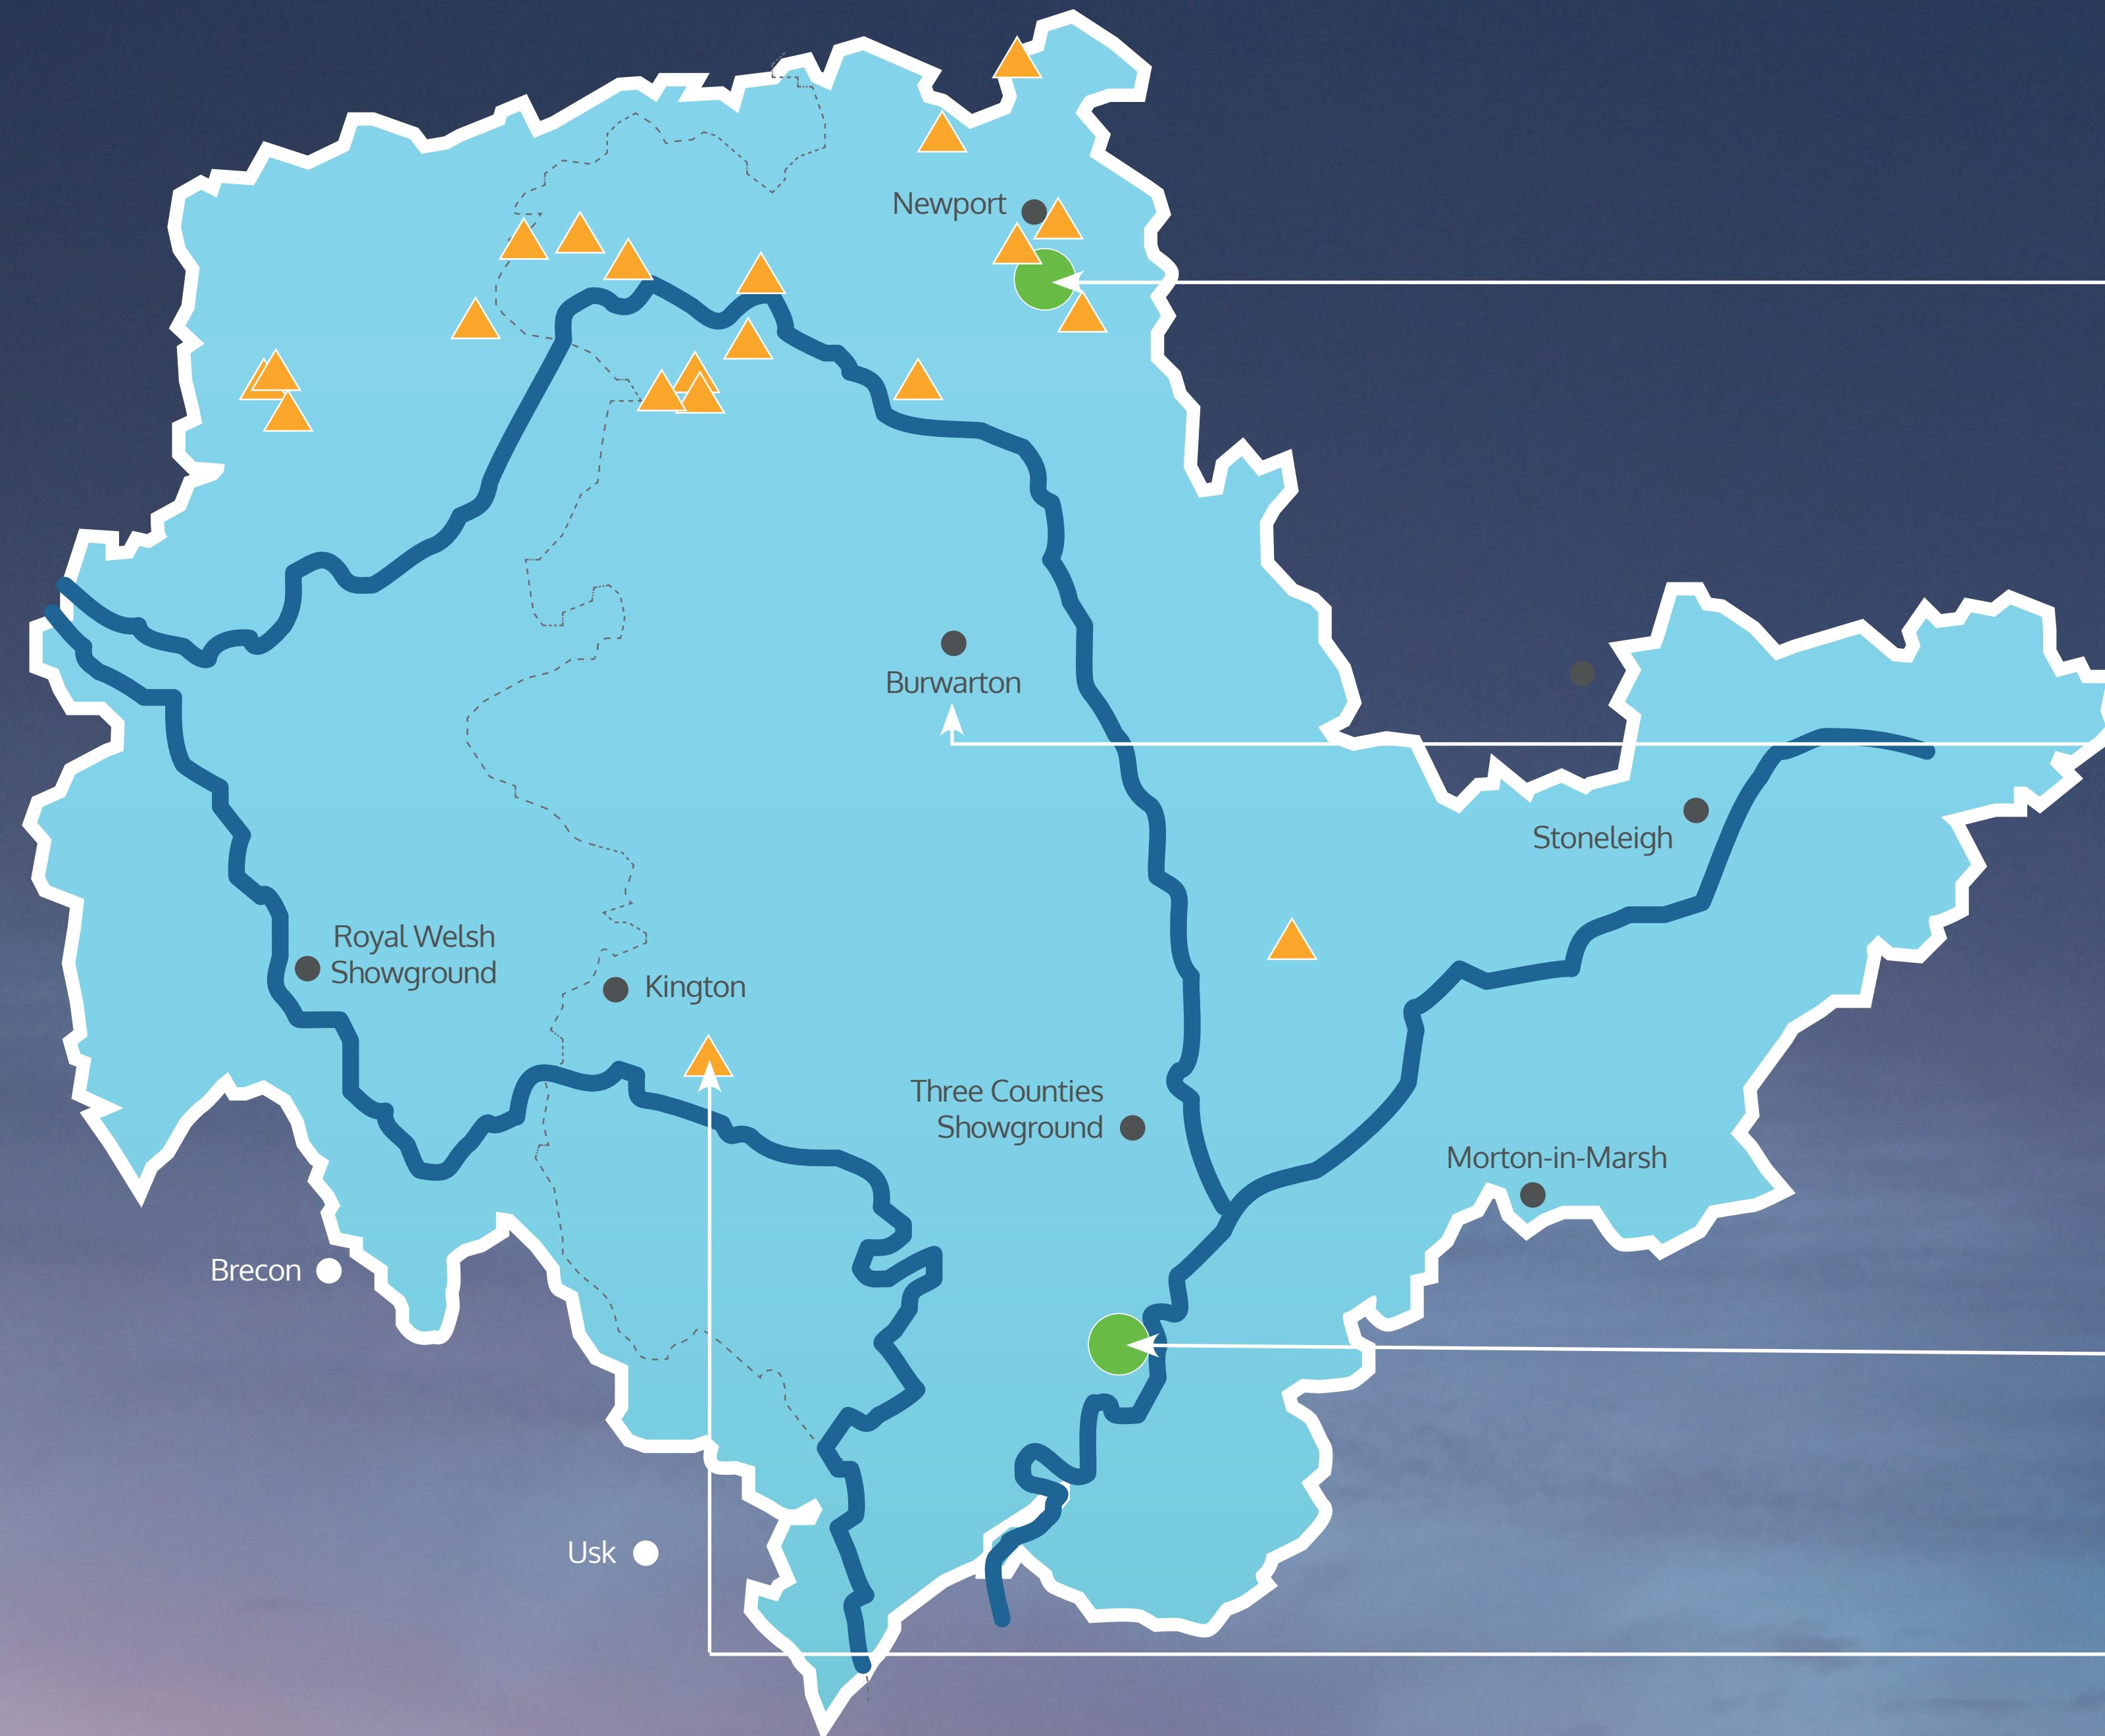 Newport
Burwarton
Stoneleigh
Royal Welsh
Showground
Kington
Three Counties
Showground
Morton-in-Marsh
Brecon
Usk